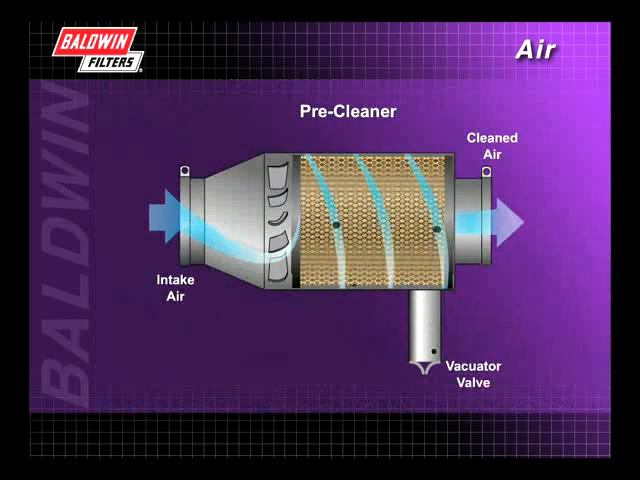 BALDWIN
FILTERS
Air
Pre-Cleaner
Cleaned
Air
BALDWIN
Intake
Air
Vacuator
Valve